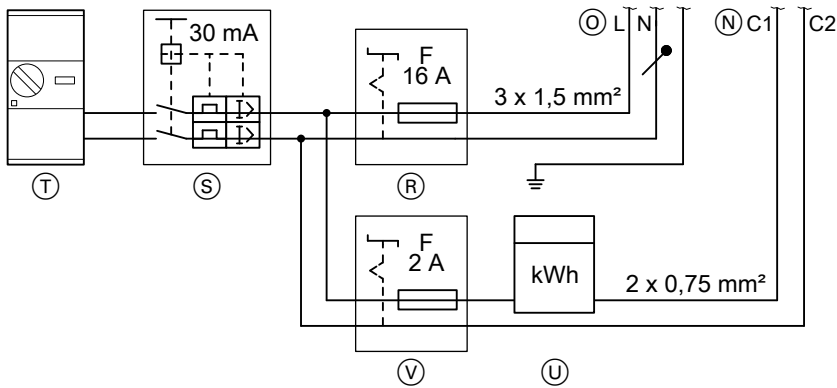 O L N N C1 C2
30 mA
F
16 A
3 x 1,5 mm²
T S R
F
2 A
kWh
2 x 0,75 mm²
V U